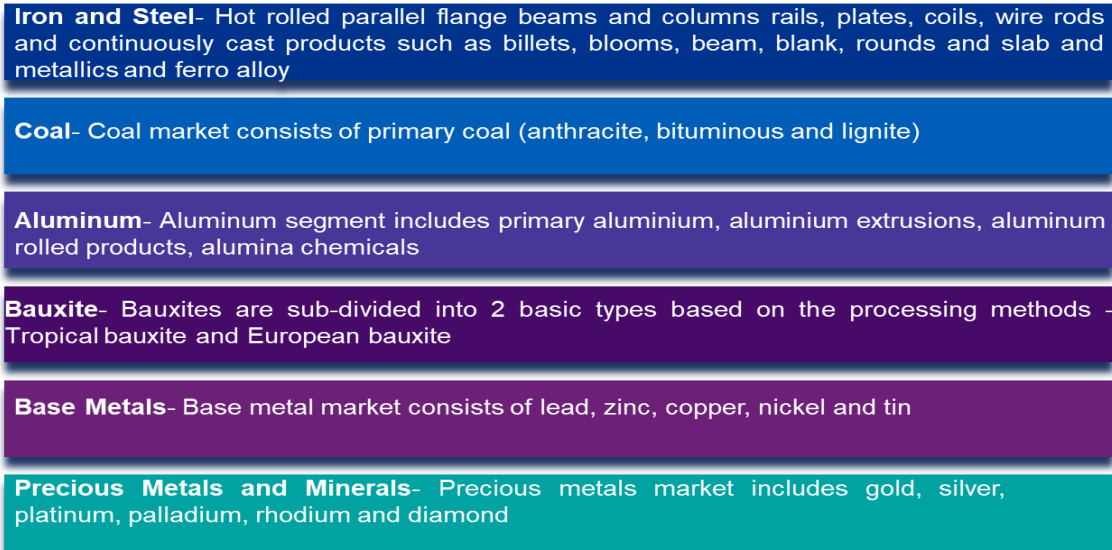 Iron and Steel- Hot rolled parallel flange beams and columns rails, plates, coils, wire rods
and continuously cast products such as billets, blooms, beam, blank, rounds and slab and
metallics and ferro alloy
Coal- Coal market consists of primary coal (anthracite, bituminous and lignite)
Aluminum- Aluminum segment includes primary aluminium, aluminium extrusions, aluminum
rolled products, alumina chemicals
Bauxite- Bauxites are sub-divided into 2 basic types based on the processing methods -
Tropical bauxite and European bauxite
Base Metals- Base metal market consists of lead, zinc, copper, nickel and tin
Precious Metals and Minerals- Precious metals market includes gold, silver,
platinum, palladium, rhodium and diamond